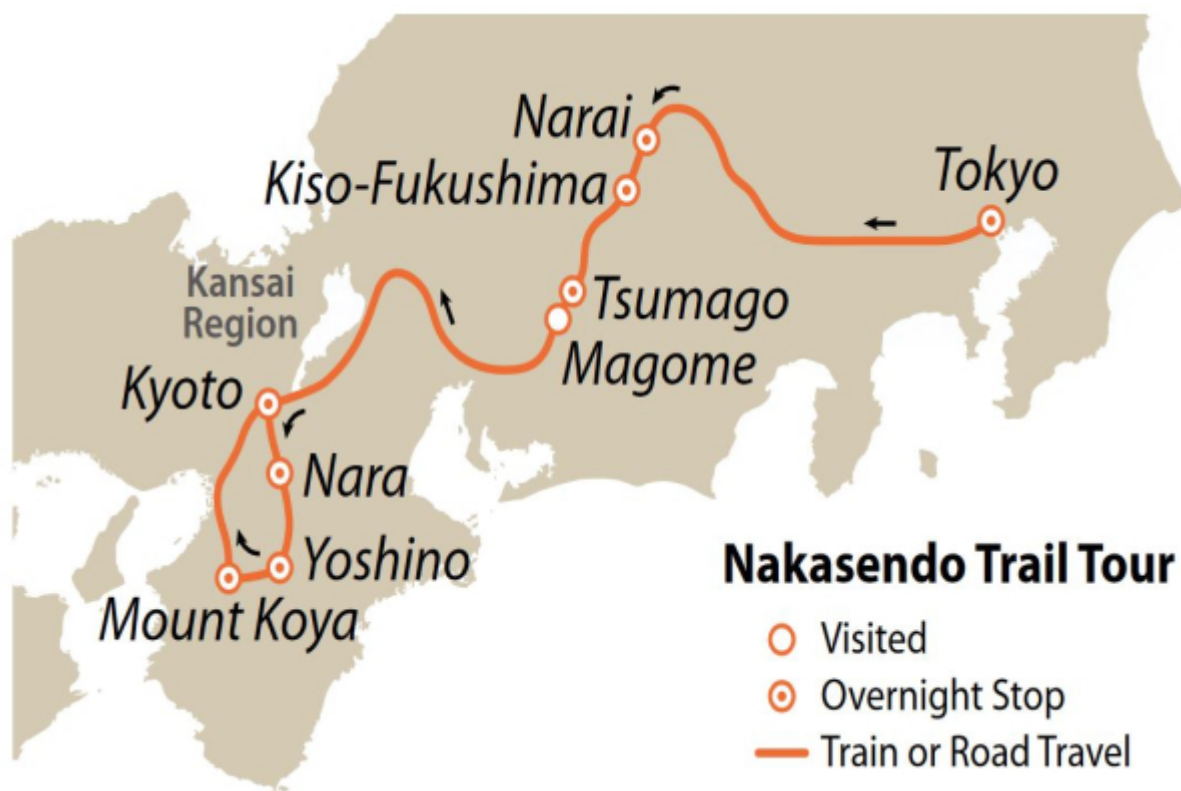 Narai
Tokyo
Kiso-Fukushima
Kansai
Region
Tsumago
Magome
Kyoto
Nara
Yoshino
Mount Koya
Nakasendo Trail Tour
Visited
Overnight Stop
Train or Road Travel